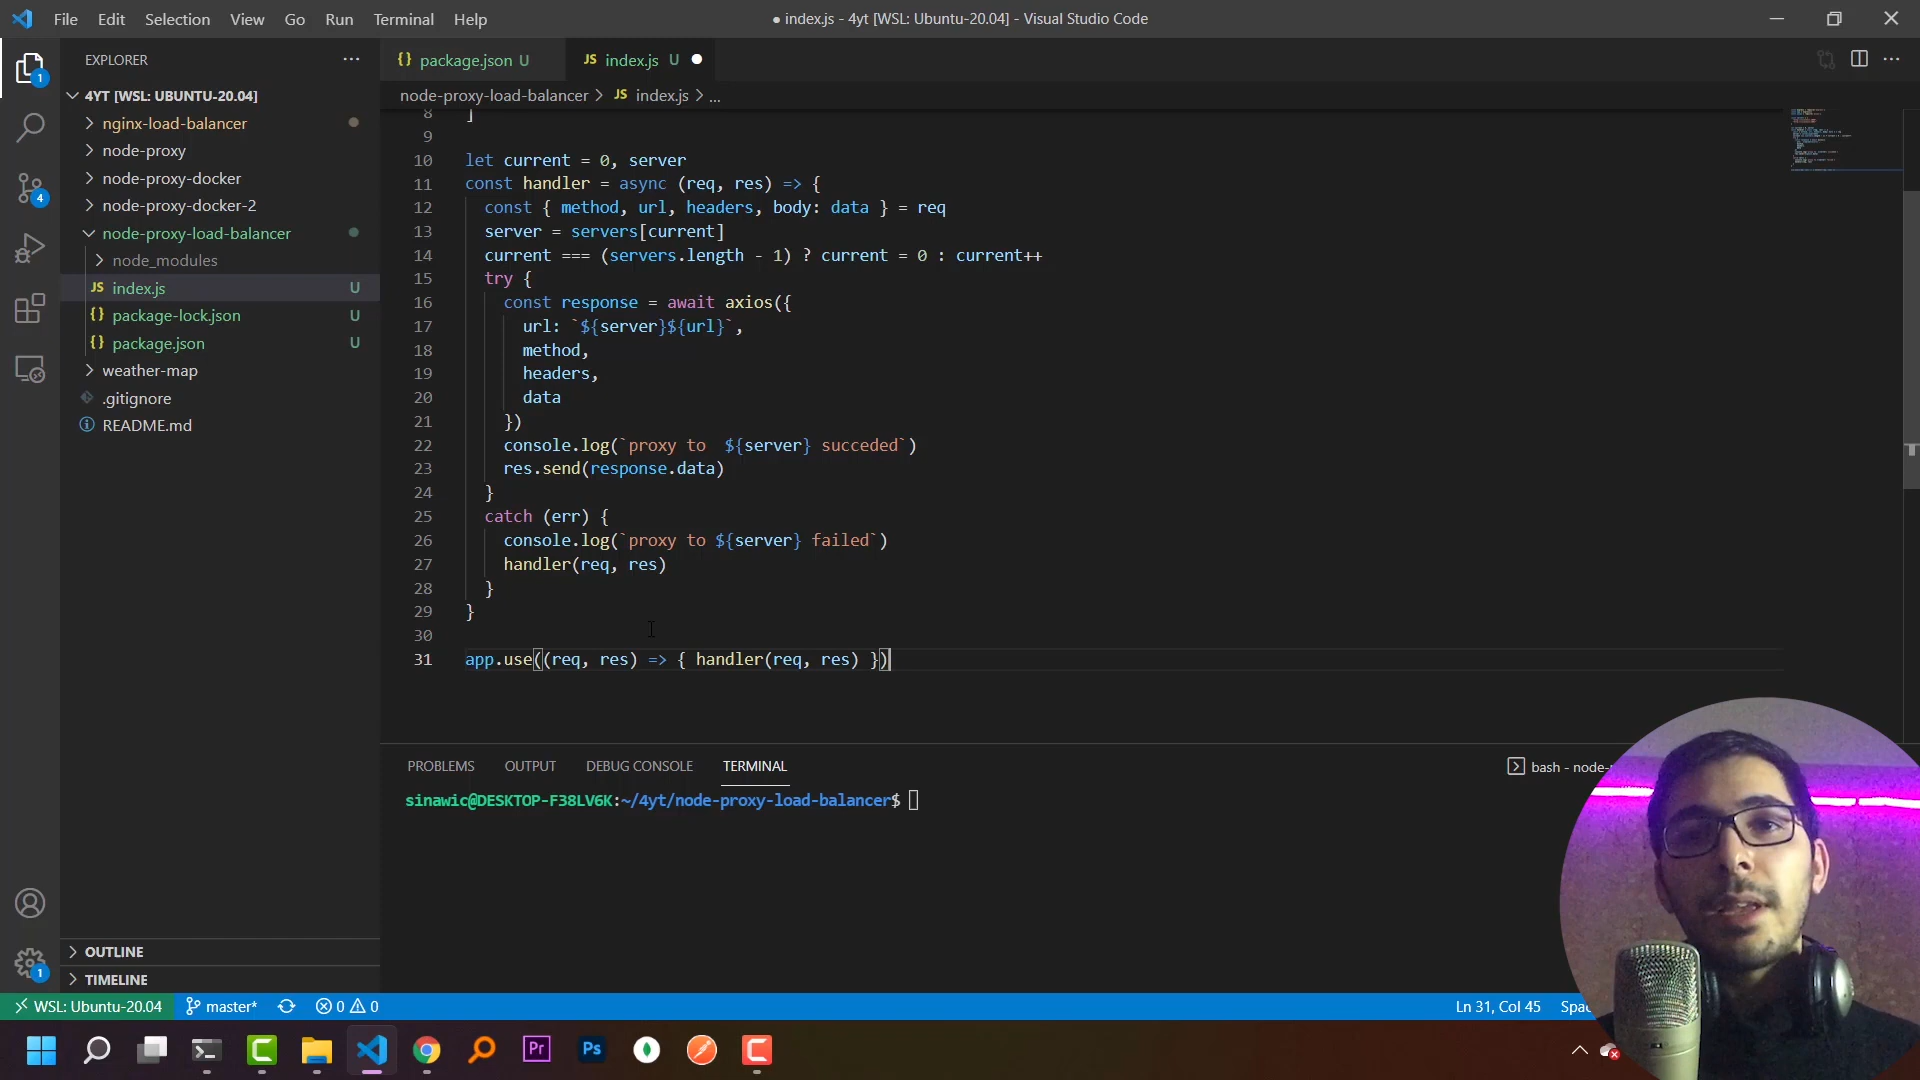 File Edit Selection View Go Run Terminal Help
● index.js - 4yt [WSL: Ubuntu-20.04] - Visual Studio Code
EXPLORER
{} package.json U
JS index.js U
4YT [WSL: UBUNTU-20.04]
nginx-load-balancer
node-proxy
node-proxy-docker
node-proxy-docker-2
node-proxy-load-balancer
node_modules
JS index.js U
{} package-lock.json U
{} package.json U
weather-map
.gitignore
README.md
OUTLINE
TIMELINE
1
4
1
node-proxy-load-balancer > JS index.js > ...
8 ]
9
10 let current = 0, server
11 const handler = async (req, res) => {
12 const { method, url, headers, body: data } = req
13 server = servers[current]
14 current === (servers.length - 1) ? current = 0 : current++
15 try {
16 const response = await axios({
17 url: `${server}${url}`,
18 method,
19 headers,
20 data
21 })
22 console.log(`proxy to  ${server} succeded`)
23 res.send(response.data)
24 }
25 catch (err) {
26 console.log(`proxy to ${server} failed`)
27 handler(req, res)
28 }
29 }
30
31 app.use((req, res) => { handler(req, res) })
PROBLEMS OUTPUT DEBUG CONSOLE TERMINAL
bash - node-
sinawic@DESKTOP-F38LV6K:~/4yt/node-proxy-load-balancer$
WSL: Ubuntu-20.04 master* 0 0
Ln 31, Col 45
Pr
Ps